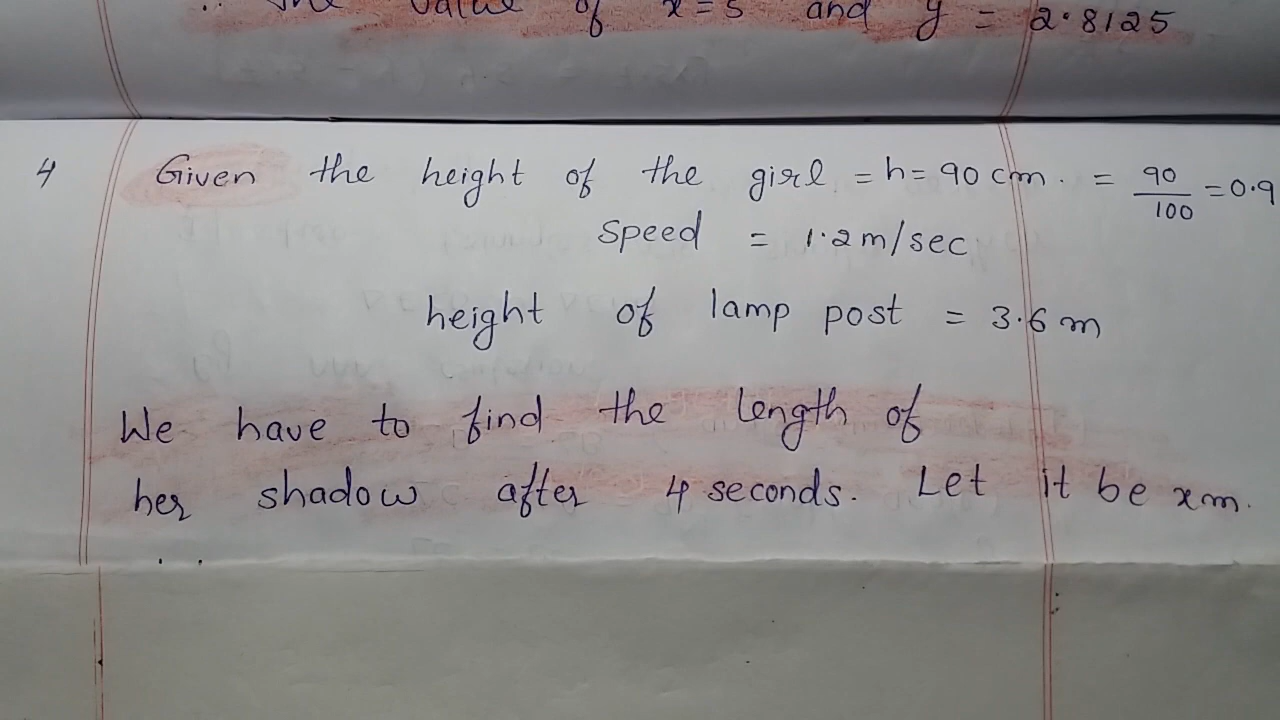 ∴ The value of x=5 and y = 2.8125
4 Given the height of the girl = h= 90 cm. = 90/100 = 0.9
speed = 1.2m/sec
height of lamp post = 3.6 m
We have to find the length of
her shadow after 4 seconds. Let it be xm.